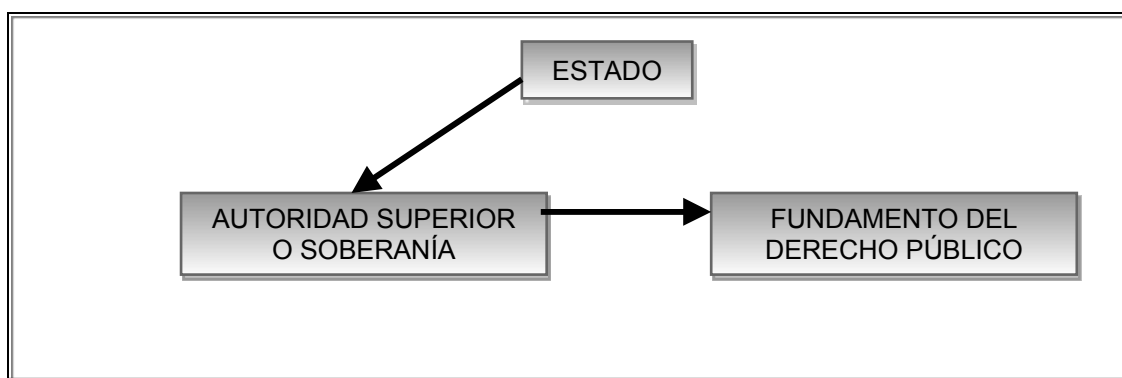 ESTADO
AUTORIDAD SUPERIOR
O SOBERANÍA
FUNDAMENTO DEL
DERECHO PÚBLICO